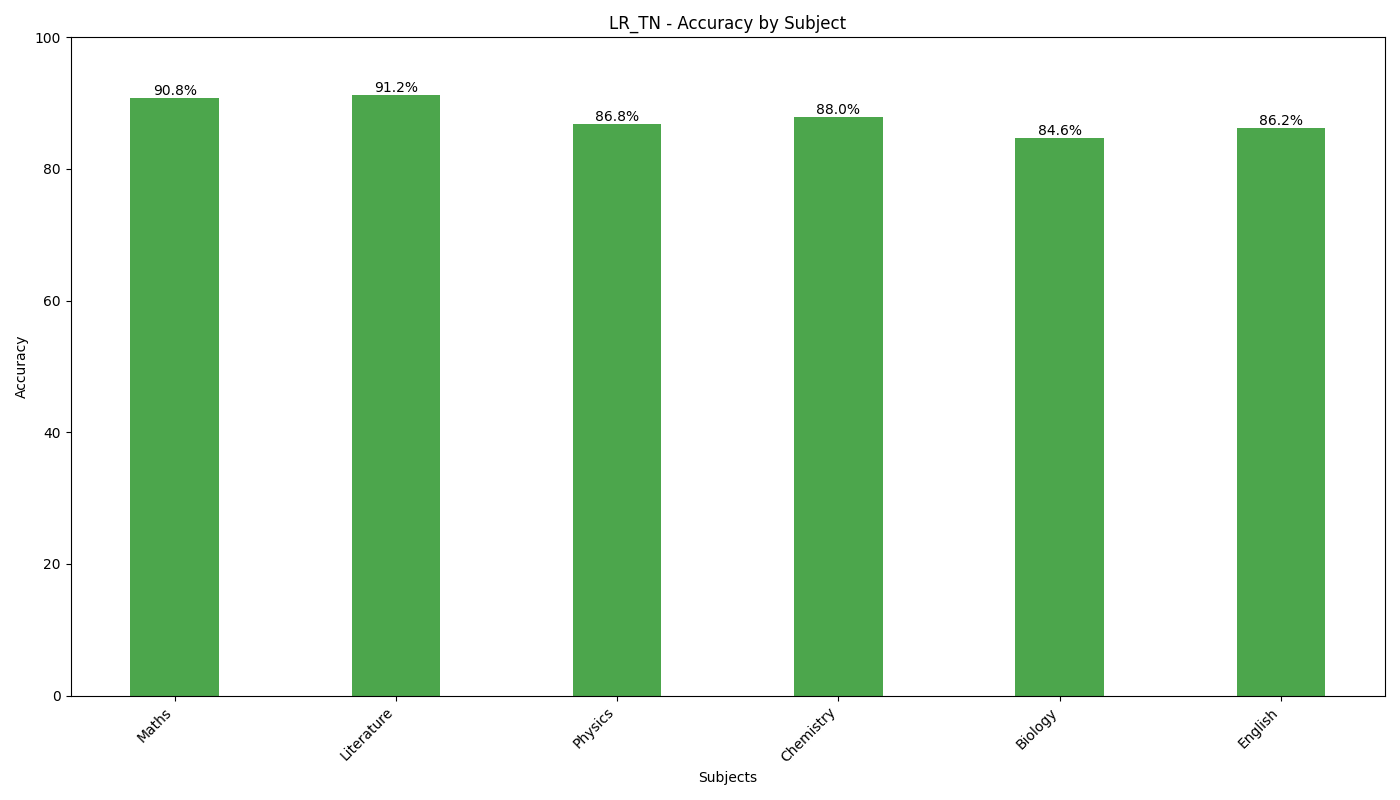 LR_TN - Accuracy by Subject
100
80
60
40
20
0
Accuracy
90.8%
91.2%
86.8%
88.0%
84.6%
86.2%
Maths
Literature
Physics
Chemistry
Biology
English
Subjects